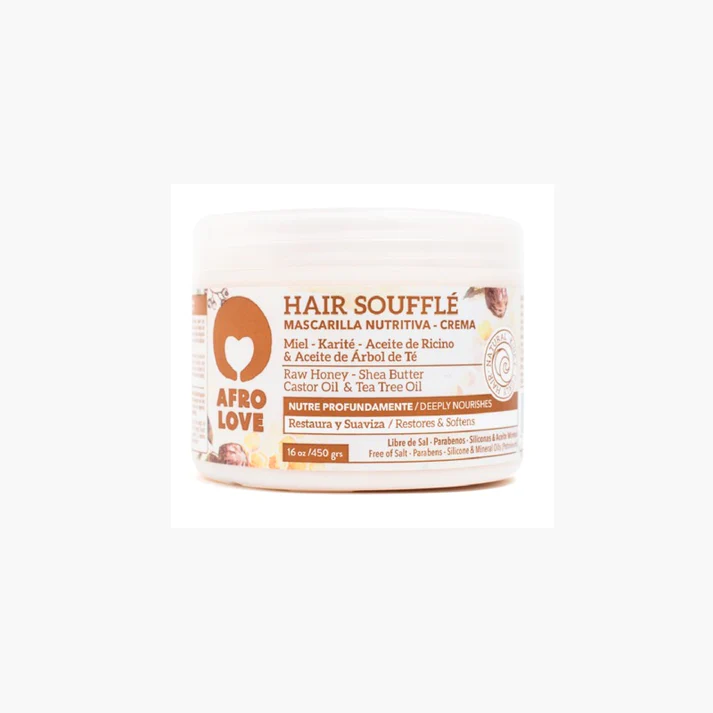 AFRO
LOVE
HAIR SOUFFLÉ
MASCARILLA NUTRITIVA - CREMA
Miel - Karité - Aceite de Ricino
& Aceite de Árbol de Té
Raw Honey - Shea Butter
Castor Oil & Tea Tree Oil
NUTRE PROFUNDAMENTE / DEEPLY NOURISHES
Restaura y Suaviza / Restores & Softens
16 oz /450 grs
Libre de Sal - Parabenos - Siliconas & Aceite
Free of Salt - Parabens - Silicone & Mineral Oils
NATURAL
HAIR